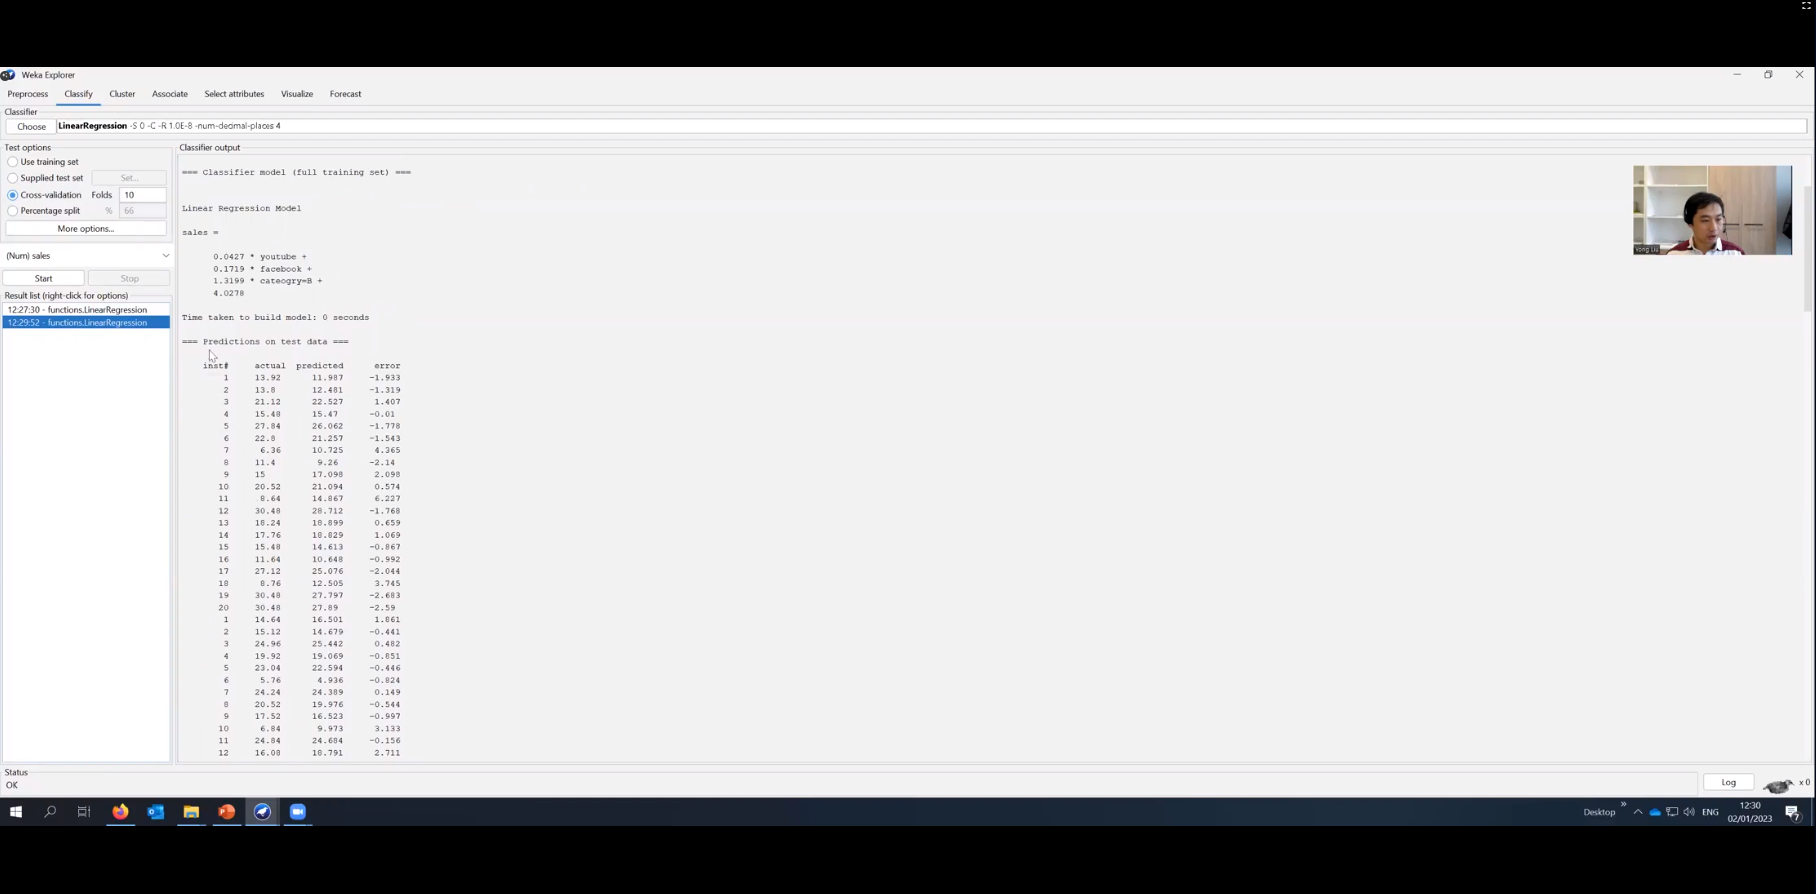 Weka Explorer
Preprocess Classify Cluster Associate Select attributes Visualize Forecast
Classifier
Choose LinearRegression -S 0 -C -R 1.0E-8 -num-decimal-places 4
Test options
Use training set
Supplied test set Set...
Cross-validation Folds 10
Percentage split % 66
More options...
(Num) sales
Start Stop
Result list (right-click for options)
12:27:30 - functions.LinearRegression
12:29:52 - functions.LinearRegression
Classifier output
=== Classifier model (full training set) ===
Linear Regression Model
sales =
0.0427 * youtube +
0.1719 * facebook +
1.3199 * cateogry=B +
4.0278
Time taken to build model: 0 seconds
=== Predictions on test data ===
inst# actual predicted error
1 13.92 11.987 -1.933
2 13.8 12.481 -1.319
3 21.12 22.527 1.407
4 15.48 15.47 -0.01
5 27.84 26.062 -1.778
6 22.8 21.257 -1.543
7 6.36 10.725 4.365
8 11.4 9.26 -2.14
9 15 17.098 2.098
10 20.52 21.094 0.574
11 8.64 14.867 6.227
12 30.48 28.712 -1.768
13 18.24 18.899 0.659
14 17.76 18.829 1.069
15 15.48 14.613 -0.867
16 11.64 10.648 -0.992
17 27.12 25.076 -2.044
18 8.76 12.505 3.745
19 30.48 27.797 -2.683
20 30.48 27.89 -2.59
1 14.64 16.501 1.861
2 15.12 14.679 -0.441
3 24.96 25.442 0.482
4 19.92 19.069 -0.851
5 23.04 22.594 -0.446
6 5.76 4.936 -0.824
7 24.24 24.389 0.149
8 20.52 19.976 -0.544
9 17.52 16.523 -0.997
10 6.84 9.973 3.133
11 24.84 24.684 -0.156
12 16.08 18.791 2.711
Yong Liu
Status
OK
Log x 0
Desktop ENG
12:30
02/01/2023
7